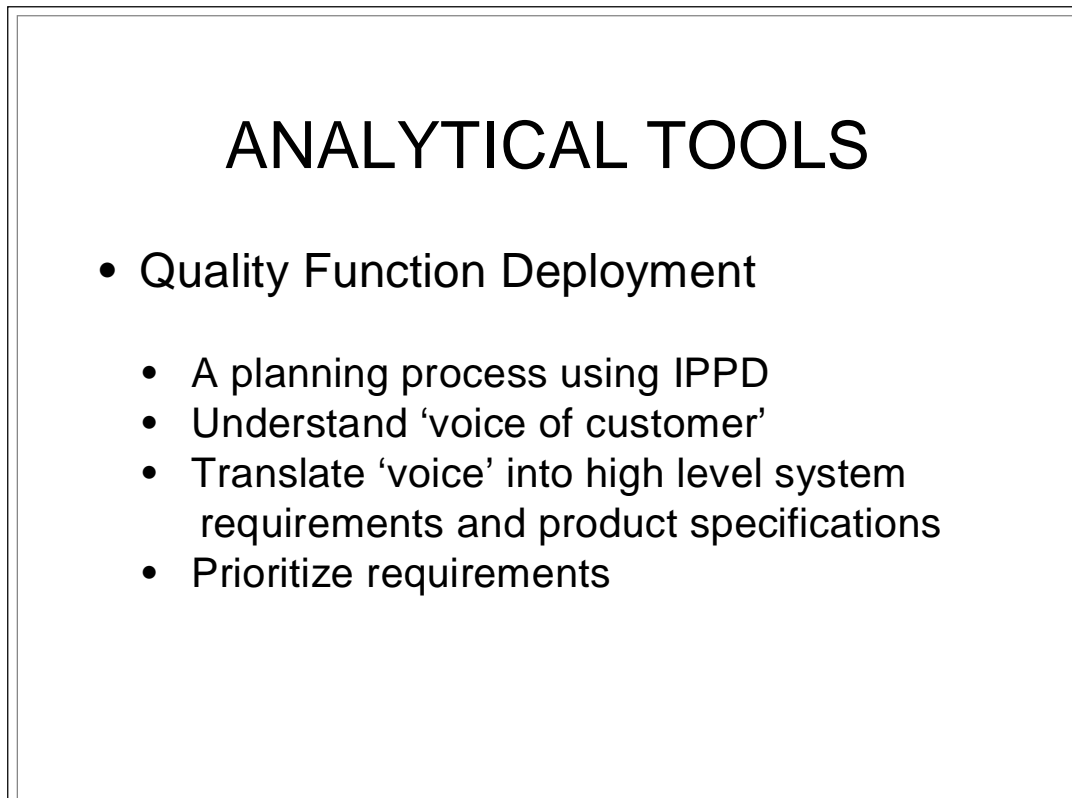 ANALYTICAL TOOLS
• Quality Function Deployment
• A planning process using IPPD
• Understand ‘voice of customer’
• Translate ‘voice’ into high level system
requirements and product specifications
• Prioritize requirements